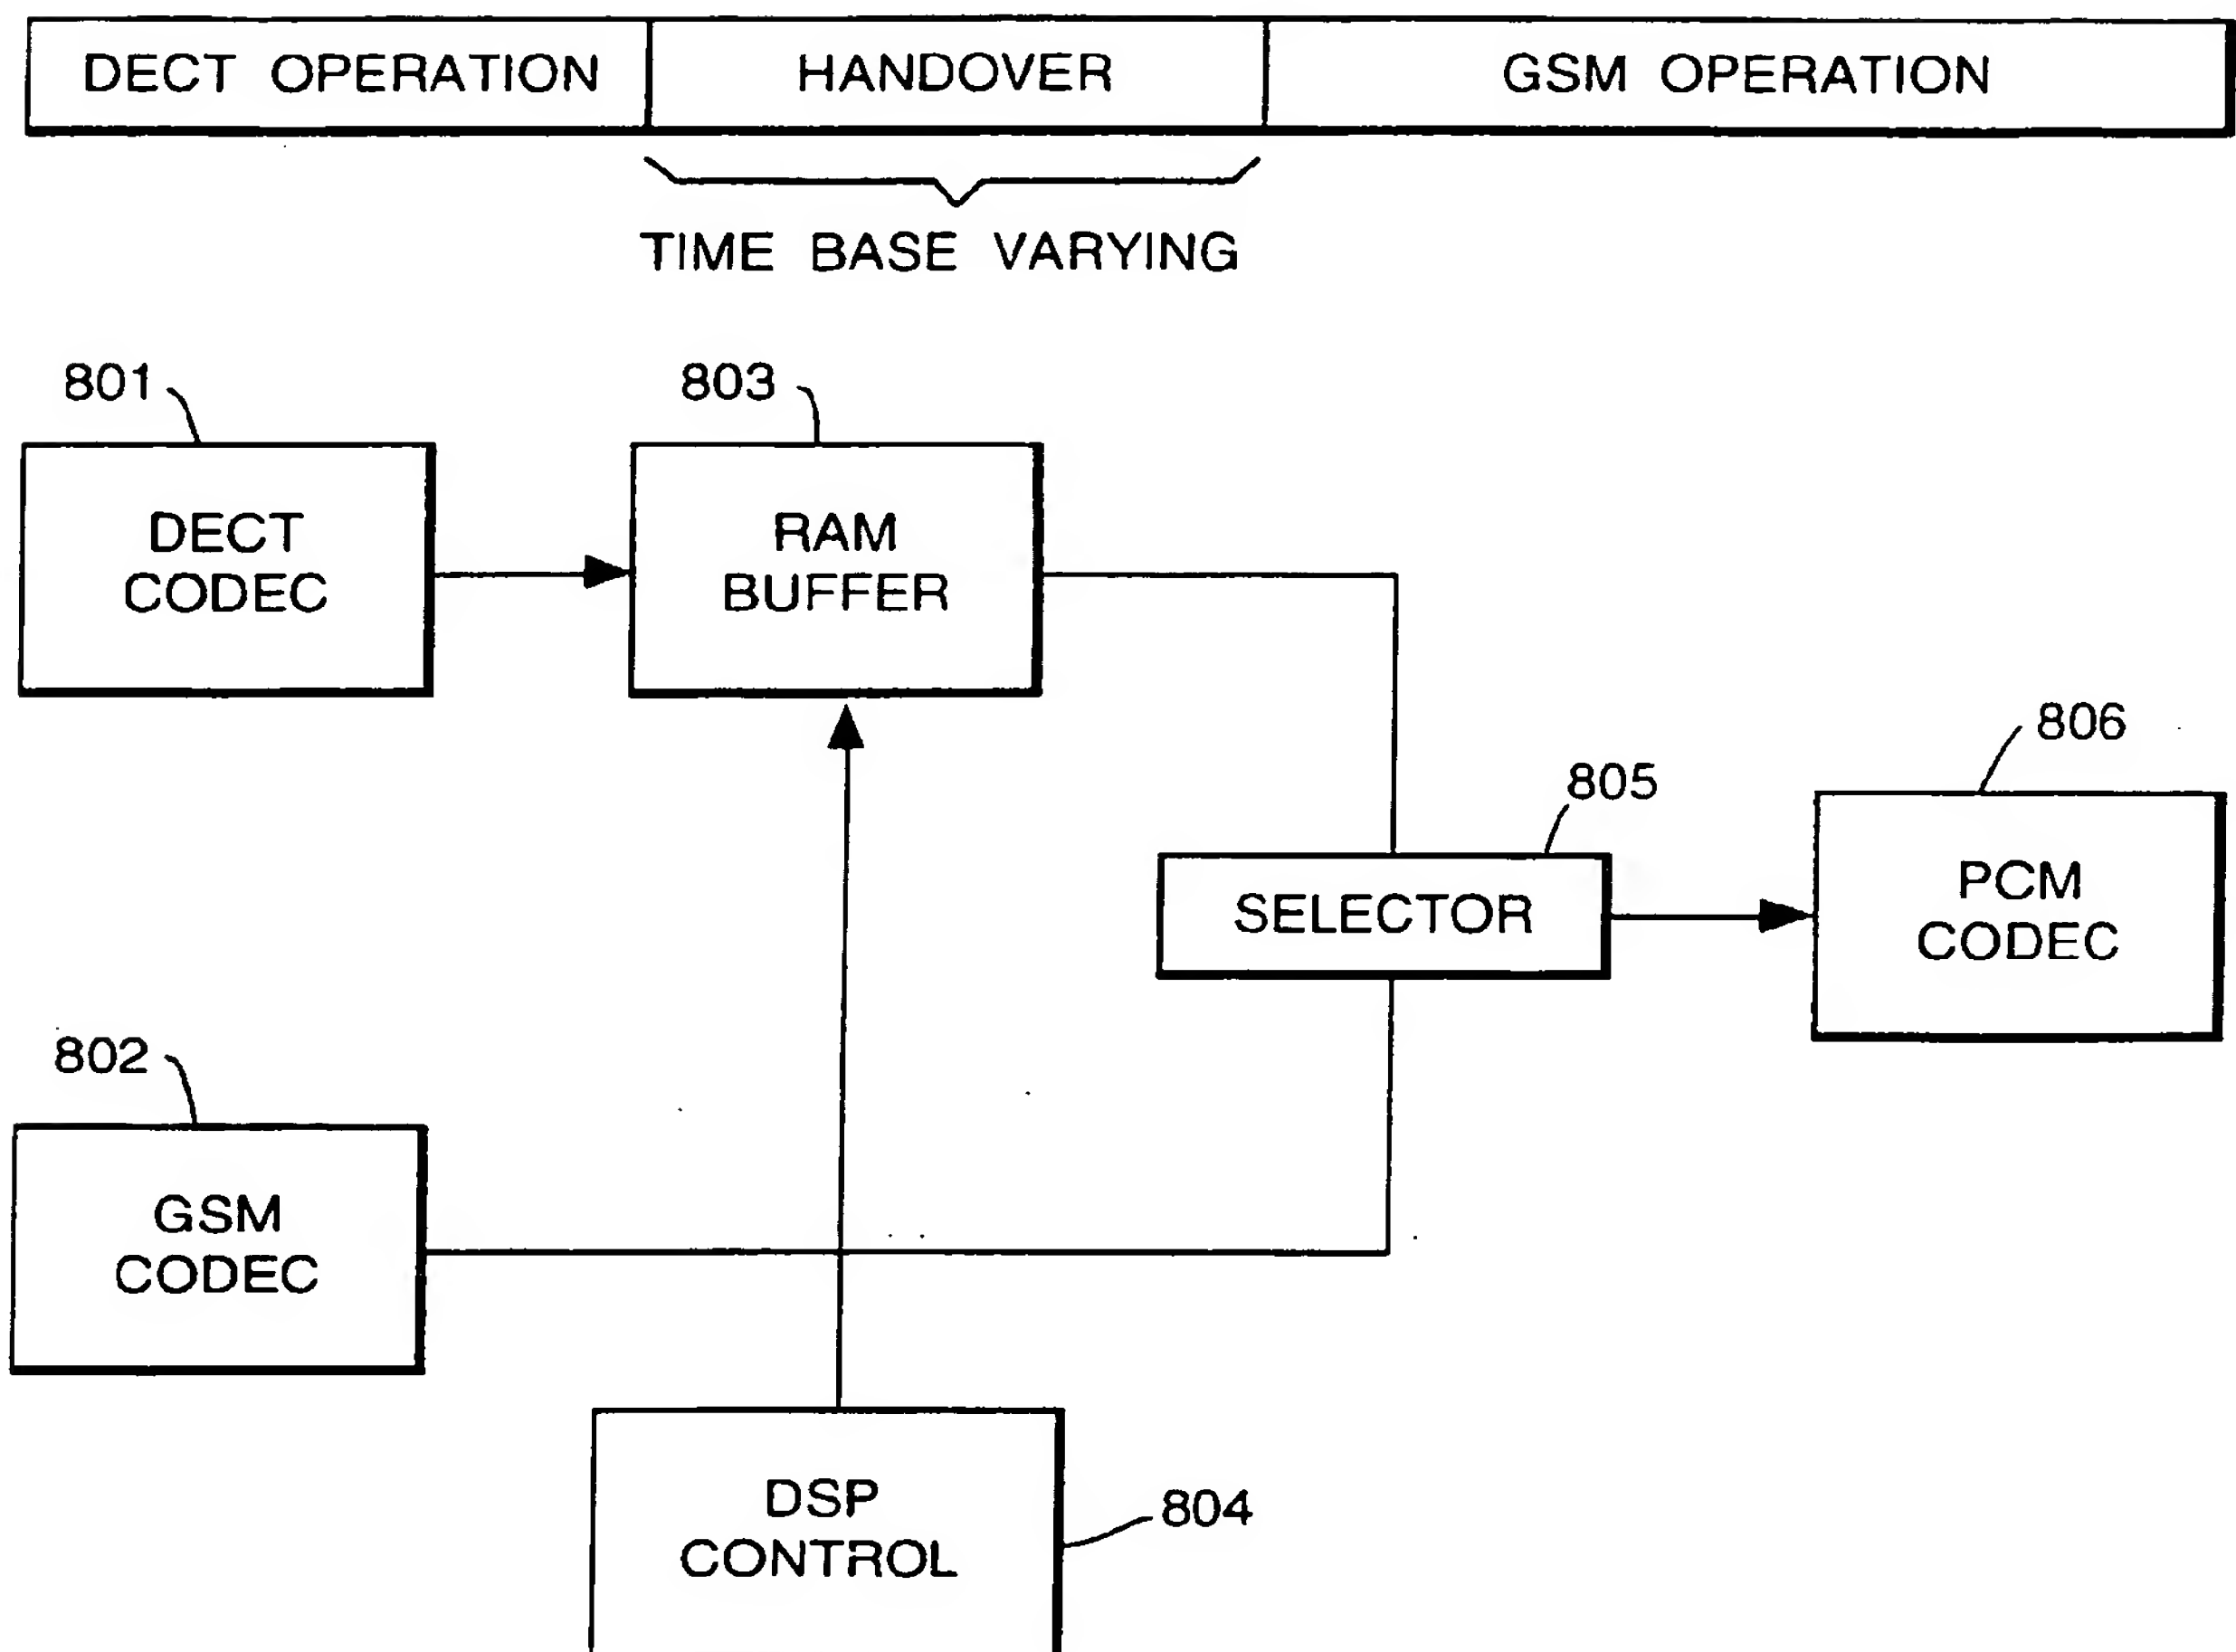 DECT OPERATION
HANDOVER
GSM OPERATION
TIME BASE VARYING
801
803
DECT
CODEC
RAM
BUFFER
806
805
SELECTOR
PCM
CODEC
802
GSM
CODEC
DSP
CONTROL
804